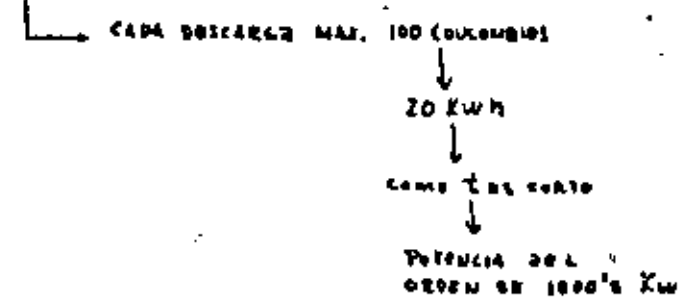 CADA DESCARGA MAX. 100 COULOMBIOS
20 KWh
COMO t ES CORTO
POTENCIA DEL
ORDEN DE 1000's KW